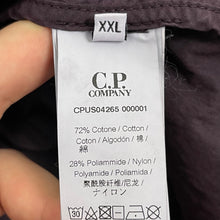 XXL
C.P.
COMPANY
CPUS04265 000001
72% Cotone / Cotton /
Coton / Algodón / 棉/
綿
28% Poliammide / Nylon /
Polyamide / Poliamida /
聚酰胺纤维/尼龙 /
ナイロン
30